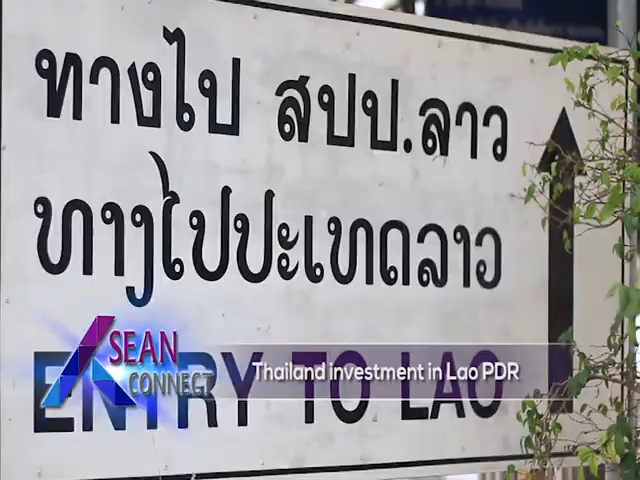 ทางไป สปป.ลาว
ທາງໄປປະເທດລາວ
ENTRY TO LAO
ASEAN
CONNECT
Thailand investment in Lao PDR